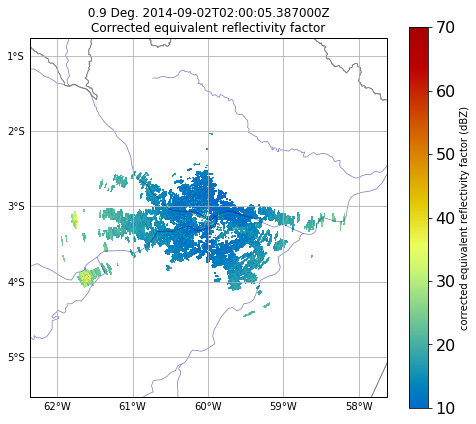 0.9 Deg. 2014-09-02T02:00:05.387000Z
Corrected equivalent reflectivity factor
1°S
2°S
3°S
4°S
5°S
62°W 61°W 60°W 59°W 58°W
70
60
50
40
30
20
10
corrected equivalent reflectivity factor (dBZ)